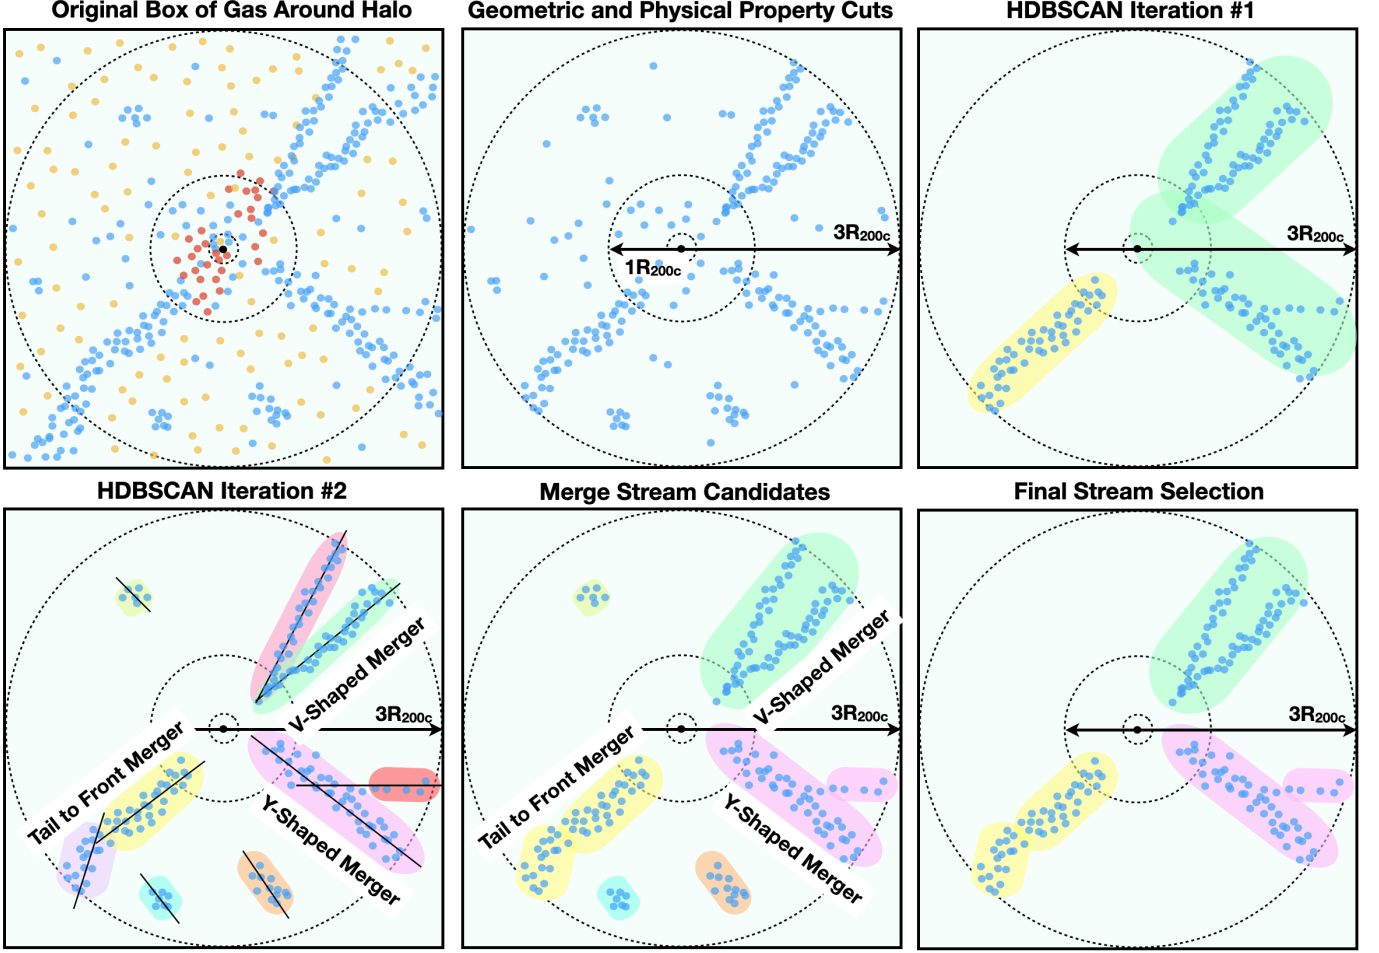 Original Box of Gas Around Halo
Geometric and Physical Property Cuts
HDBSCAN Iteration #1
3R200c
1R200c
3R200c
HDBSCAN Iteration #2
Merge Stream Candidates
Final Stream Selection
V-Shaped Merger
3R200c
Tail to Front Merger
Y-Shaped Merger
V-Shaped Merger
3R200c
Tail to Front Merger
Y-Shaped Merger
3R200c